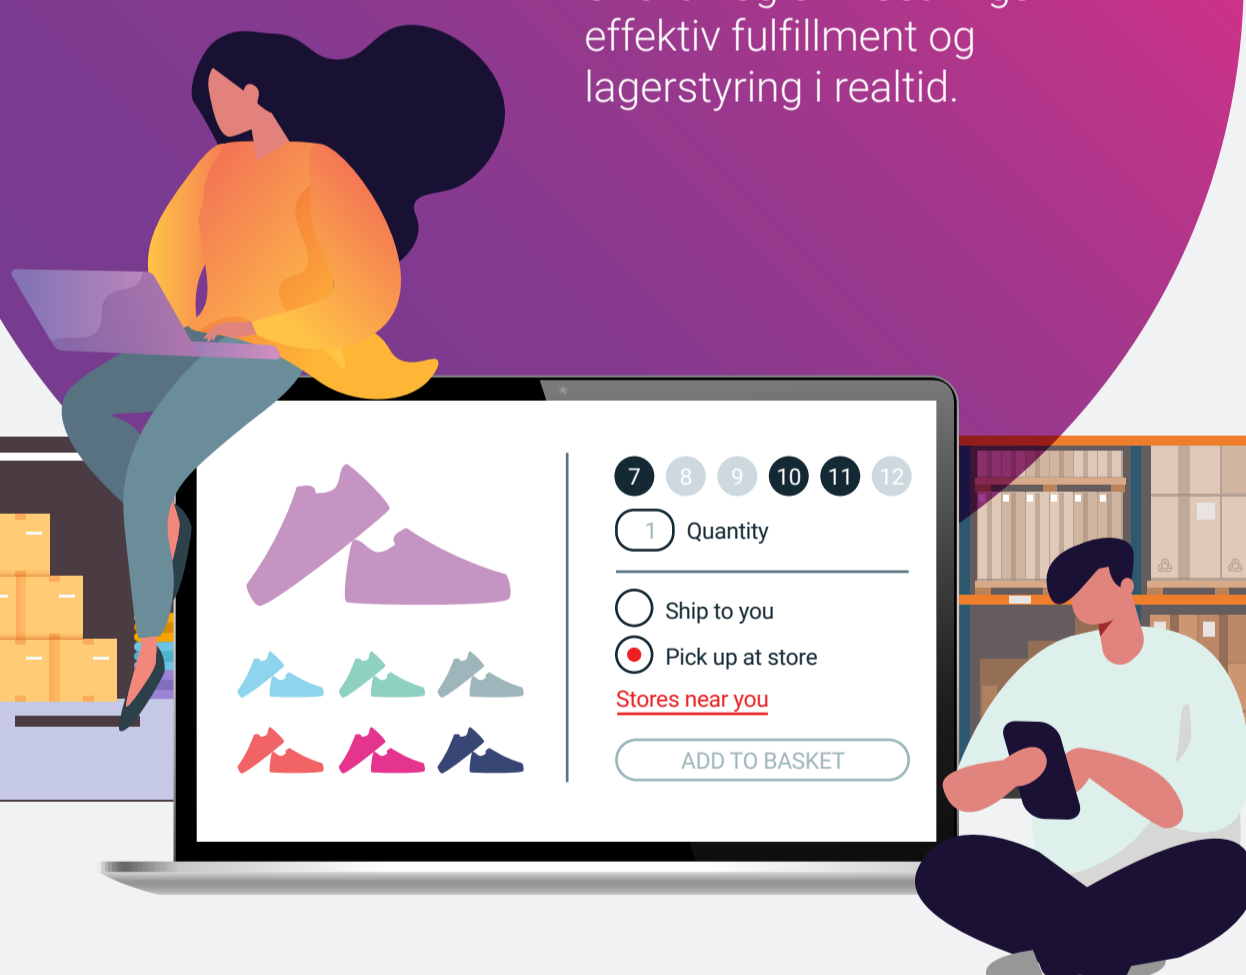 effektiv fulfillment og
lagerstyring i realtid.
7 8 9 10 11 12
1 Quantity
Ship to you
Pick up at store
Stores near you
ADD TO BASKET